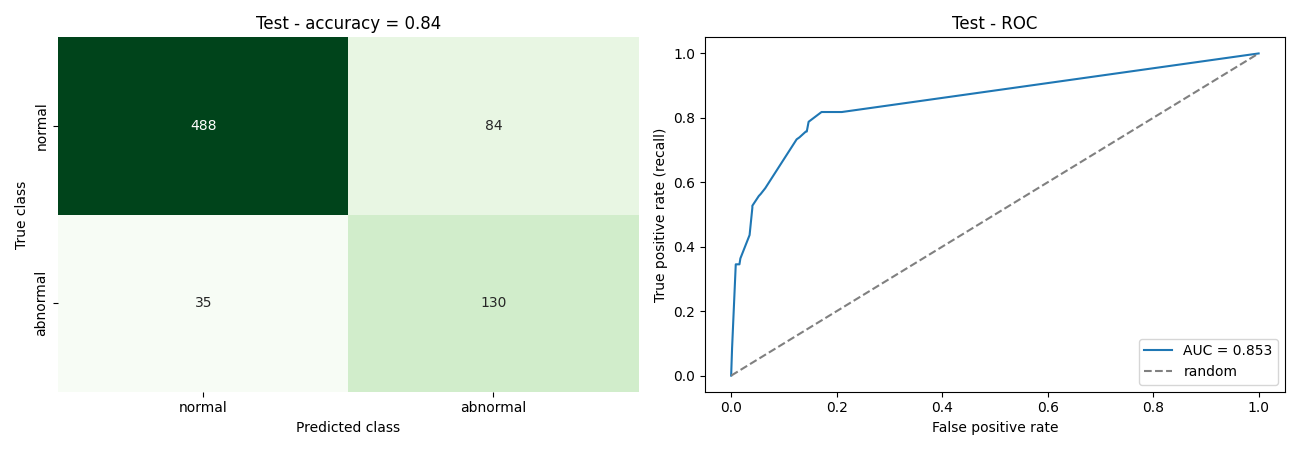 Test - accuracy = 0.84
True class
normal
abnormal
488
84
35
130
normal
abnormal
Predicted class
Test - ROC
True positive rate (recall)
1.0
0.8
0.6
0.4
0.2
0.0
0.0
0.2
0.4
0.6
0.8
1.0
False positive rate
AUC = 0.853
random